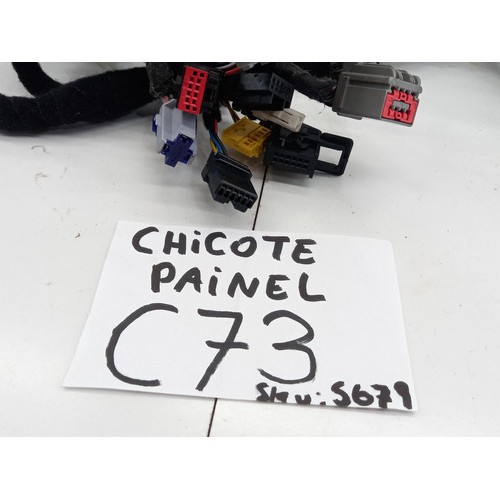 CHiCOTE
PAiNEL
C73
sku: S679